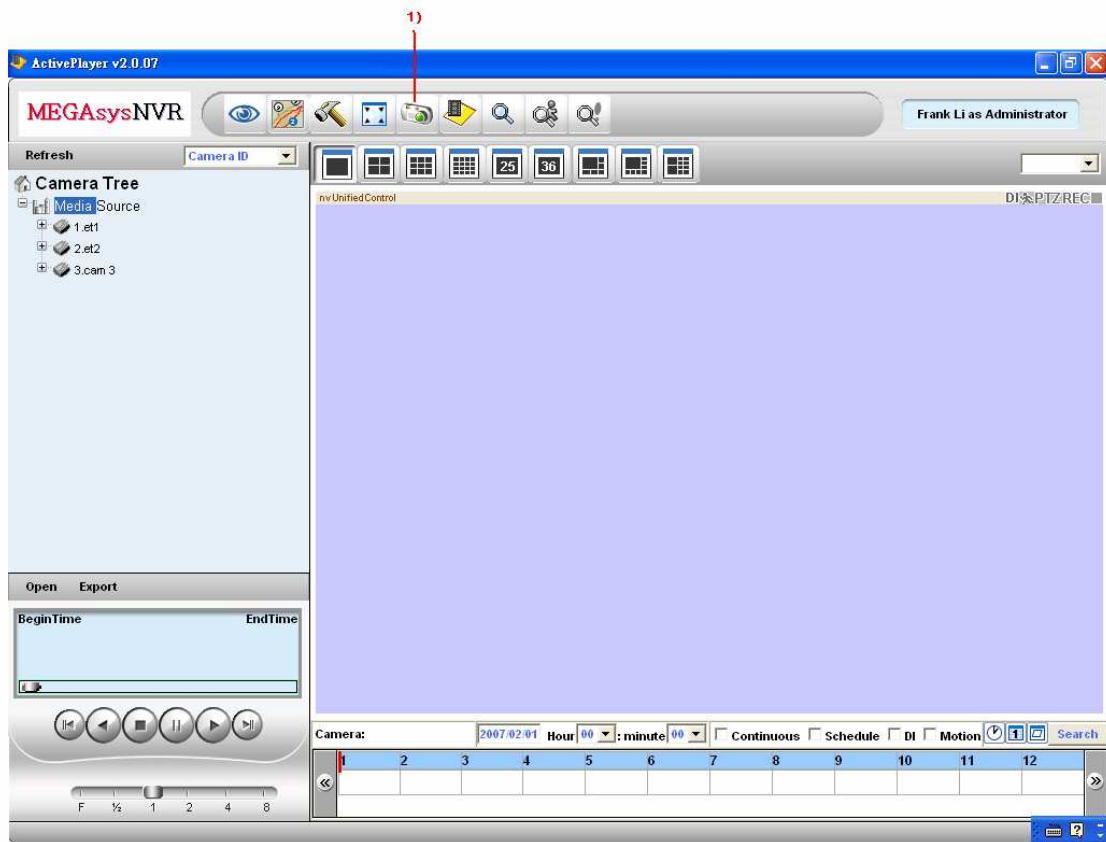 1)
ActivePlayer v2.0.07
MEGAsysNVR
Frank Li as Administrator
Refresh
Camera ID
25
36
Camera Tree
Media Source
1.et1
2.et2
3.cam 3
nvUnifiedControl
DI PTZ REC
Open Export
BeginTime EndTime
F ½ 1 2 4 8
Camera: 2007/02/01 Hour 00 : minute 00 Continuous Schedule DI Motion 1 Search
1 2 3 4 5 6 7 8 9 10 11 12